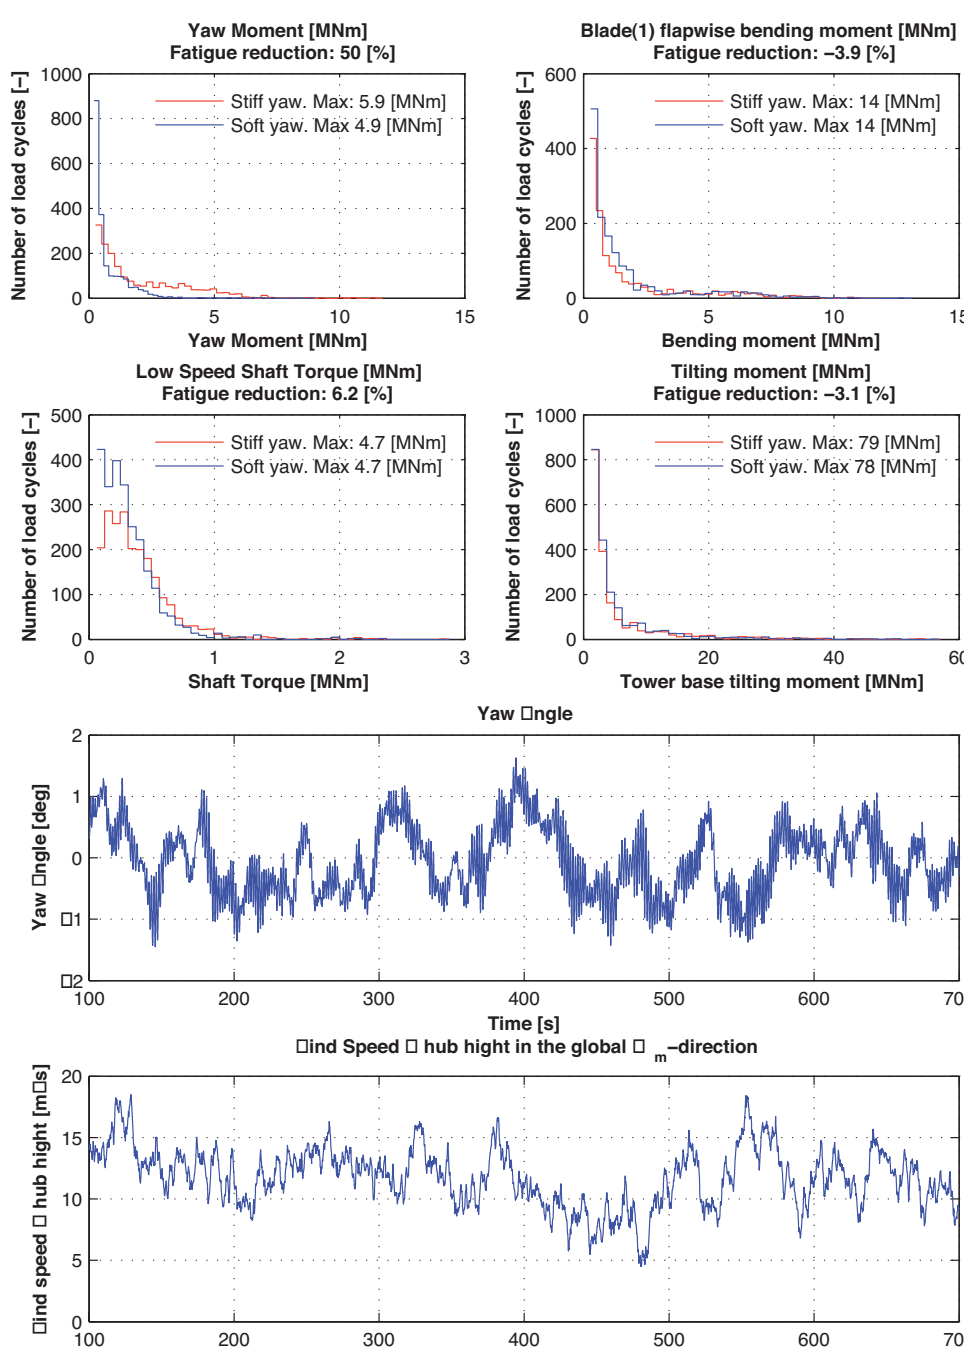 Yaw Moment [MNm]
Fatigue reduction: 50 [%]
1000
800
600
400
200
0
Number of load cycles [−]
Stiff yaw. Max: 5.9 [MNm]
Soft yaw. Max 4.9 [MNm]
0 5 10 15
Yaw Moment [MNm]
Blade(1) flapwise bending moment [MNm]
Fatigue reduction: −3.9 [%]
600
400
200
0
Number of load cycles [−]
Stiff yaw. Max: 14 [MNm]
Soft yaw. Max 14 [MNm]
0 5 10 15
Bending moment [MNm]
Low Speed Shaft Torque [MNm]
Fatigue reduction: 6.2 [%]
500
400
300
200
100
0
Number of load cycles [−]
Stiff yaw. Max: 4.7 [MNm]
Soft yaw. Max 4.7 [MNm]
0 1 2 3
Shaft Torque [MNm]
Tilting moment [MNm]
Fatigue reduction: −3.1 [%]
1000
800
600
400
200
0
Number of load cycles [−]
Stiff yaw. Max: 79 [MNm]
Soft yaw. Max 78 [MNm]
0 20 40 60
Tower base tilting moment [MNm]
Yaw □ngle
2
1
0
□1
□2
Yaw □ngle [deg]
100 200 300 400 500 600 70
Time [s]
□ind Speed □ hub hight in the global □ m−direction
20
15
10
5
0
□ind speed □ hub hight [m□s]
100 200 300 400 500 600 70